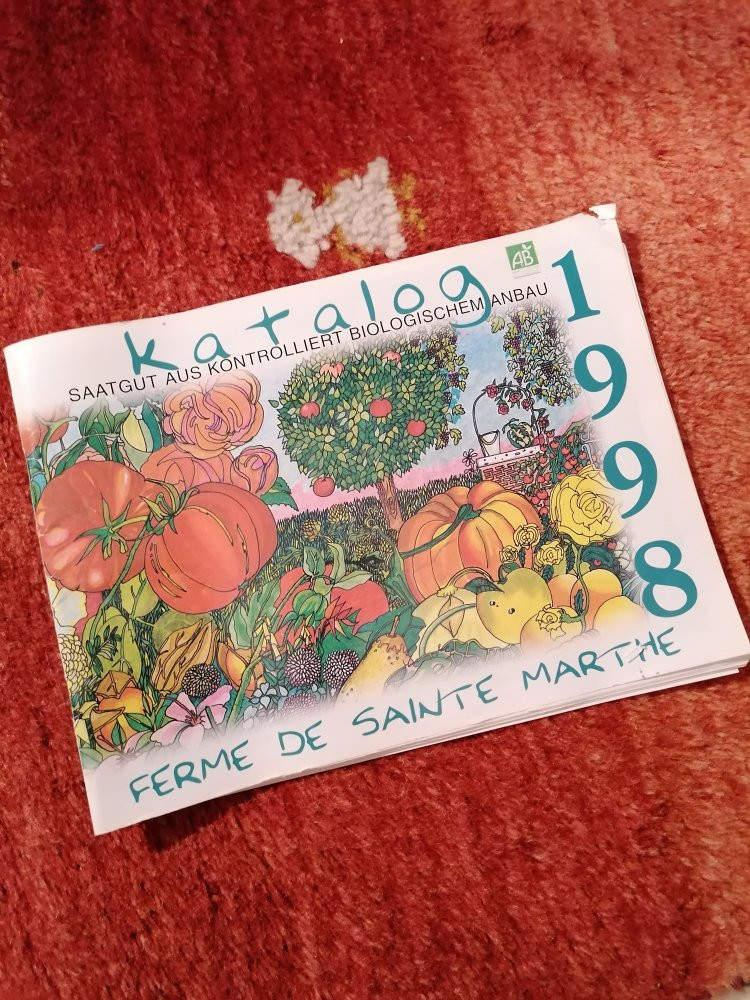 katalog
AB
SAATGUT AUS KONTROLLIERT BIOLOGISCHEM ANBAU
1998
FERME DE SAINTE MARTHE